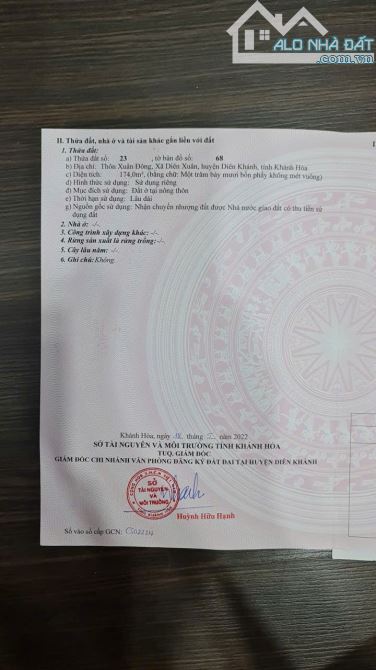 ALO NHÀ ĐẤT
.com.vn
II. Thửa đất, nhà ở và tài sản khác gắn liền với đất
1. Thửa đất:
a) Thửa đất số: 23 , tờ bản đồ số: 68
b) Địa chỉ: Thôn Xuân Đông, Xã Diên Xuân, huyện Diên Khánh, tỉnh Khánh Hòa
c) Diện tích: 174,0m², (bằng chữ: Một trăm bảy mươi bốn phẩy không mét vuông)
d) Hình thức sử dụng: Sử dụng riêng
đ) Mục đích sử dụng: Đất ở tại nông thôn
e) Thời hạn sử dụng: Lâu dài
g) Nguồn gốc sử dụng: Nhận chuyển nhượng đất được Nhà nước giao đất có thu tiền sử
dụng đất
2. Nhà ở: -/-.
3. Công trình xây dựng khác: -/-.
4. Rừng sản xuất là rừng trồng: -/-.
5. Cây lâu năm: -/-.
6. Ghi chú: Không.
Khánh Hòa, ngày tháng năm 2022
SỞ TÀI NGUYÊN VÀ MÔI TRƯỜNG TỈNH KHÁNH HÒA
TUQ. GIÁM ĐỐC
GIÁM ĐỐC CHI NHÁNH VĂN PHÒNG ĐĂNG KÝ ĐẤT ĐAI TẠI HUYỆN DIÊN KHÁNH
SỞ
TÀI NGUYÊN
VÀ
MÔI TRƯỜNG
Huỳnh Hữu Hạnh
Số vào sổ cấp GCN: